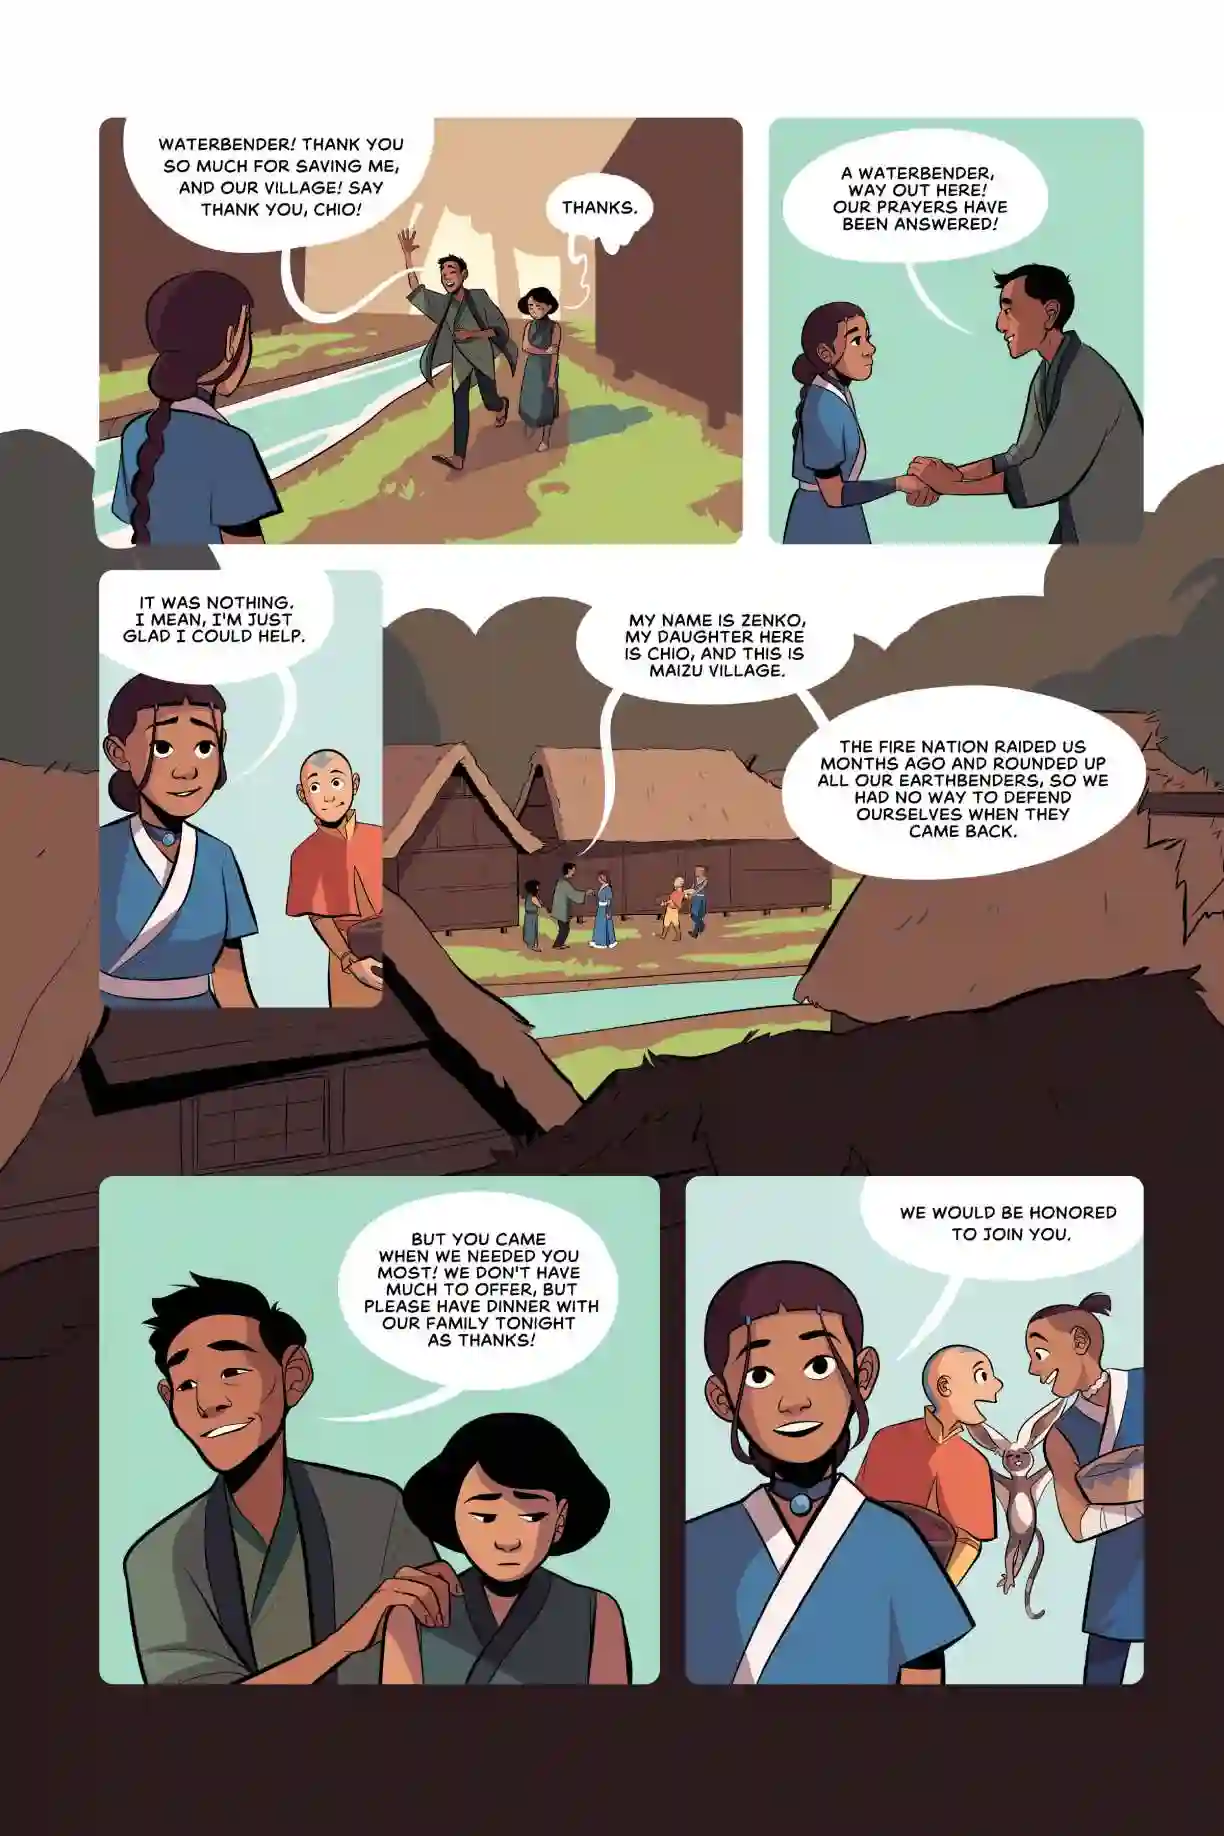 WATERBENDER! THANK YOU
SO MUCH FOR SAVING ME,
AND OUR VILLAGE! SAY
THANK YOU, CHIO!
THANKS.
A WATERBENDER,
WAY OUT HERE!
OUR PRAYERS HAVE
BEEN ANSWERED!
IT WAS NOTHING.
I MEAN, I'M JUST
GLAD I COULD HELP.
MY NAME IS ZENKO,
MY DAUGHTER HERE
IS CHIO, AND THIS IS
MAIZU VILLAGE.
THE FIRE NATION RAIDED US
MONTHS AGO AND ROUNDED UP
ALL OUR EARTHBENDERS, SO WE
HAD NO WAY TO DEFEND
OURSELVES WHEN THEY
CAME BACK.
BUT YOU CAME
WHEN WE NEEDED YOU
MOST! WE DON'T HAVE
MUCH TO OFFER, BUT
PLEASE HAVE DINNER WITH
OUR FAMILY TONIGHT
AS THANKS!
WE WOULD BE HONORED
TO JOIN YOU.